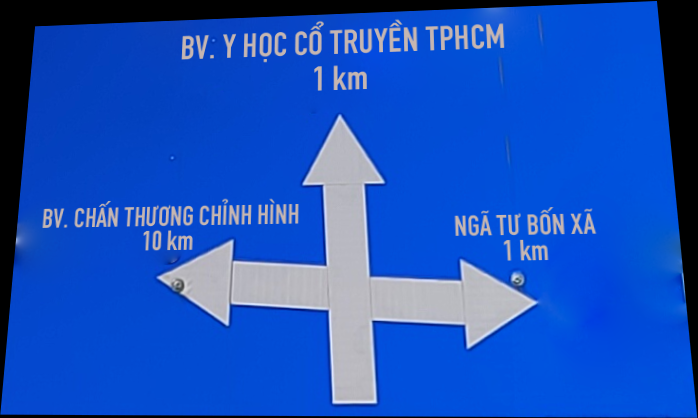 BV. Y HỌC CỔ TRUYỀN TPHCM
1 km
BV. CHẤN THƯƠNG CHỈNH HÌNH
10 km
NGÃ TƯ BỐN XÃ
1 km